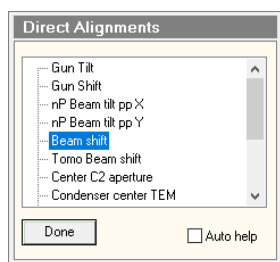 Direct Alignments
Gun Tilt
Gun Shift
nP Beam tilt pp X
nP Beam tilt pp Y
Beam shift
Tomo Beam shift
Center C2 aperture
Condenser center TEM
Done
Auto help